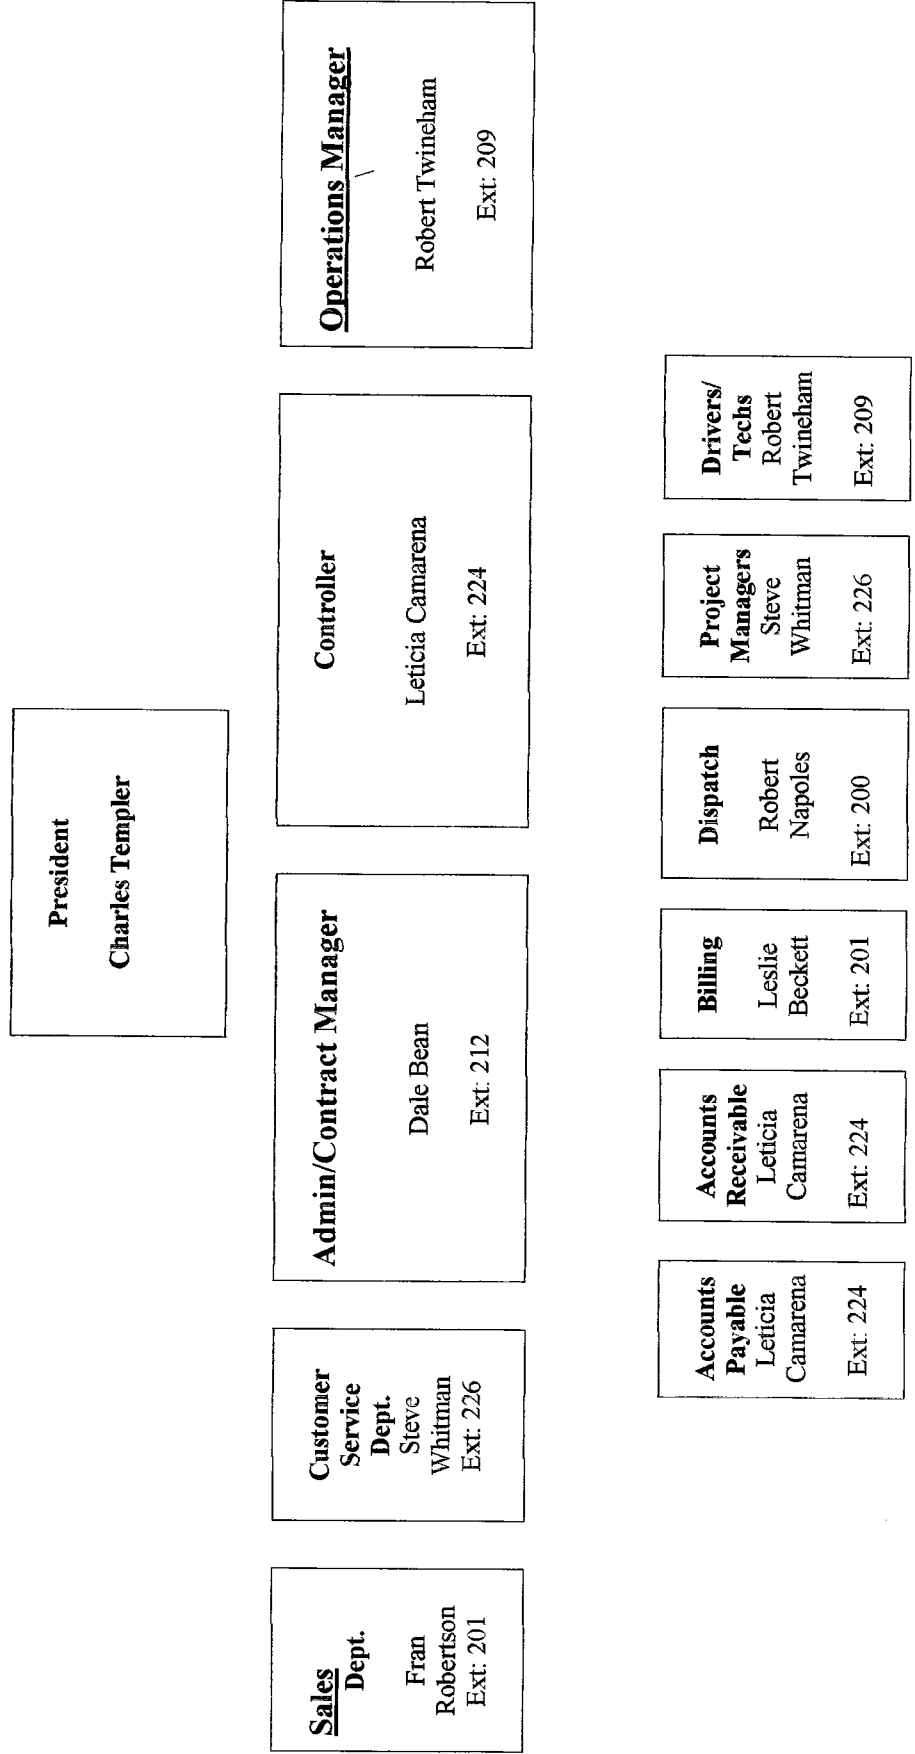 President
Charles Templer
Sales
Dept.
Fran
Robertson
Ext: 201
Customer
Service
Dept.
Steve
Whitman
Ext: 226
Admin/Contract Manager
Dale Bean
Ext: 212
Controller
Leticia Camarena
Ext: 224
Operations Manager
Robert Twineham
Ext: 209
Accounts
Payable
Leticia
Camarena
Ext: 224
Accounts
Receivable
Leticia
Camarena
Ext: 224
Billing
Leslie
Beckett
Ext: 201
Dispatch
Robert
Napoles
Ext: 200
Project
Managers
Steve
Whitman
Ext: 226
Drivers/
Techs
Robert
Twineham
Ext: 209